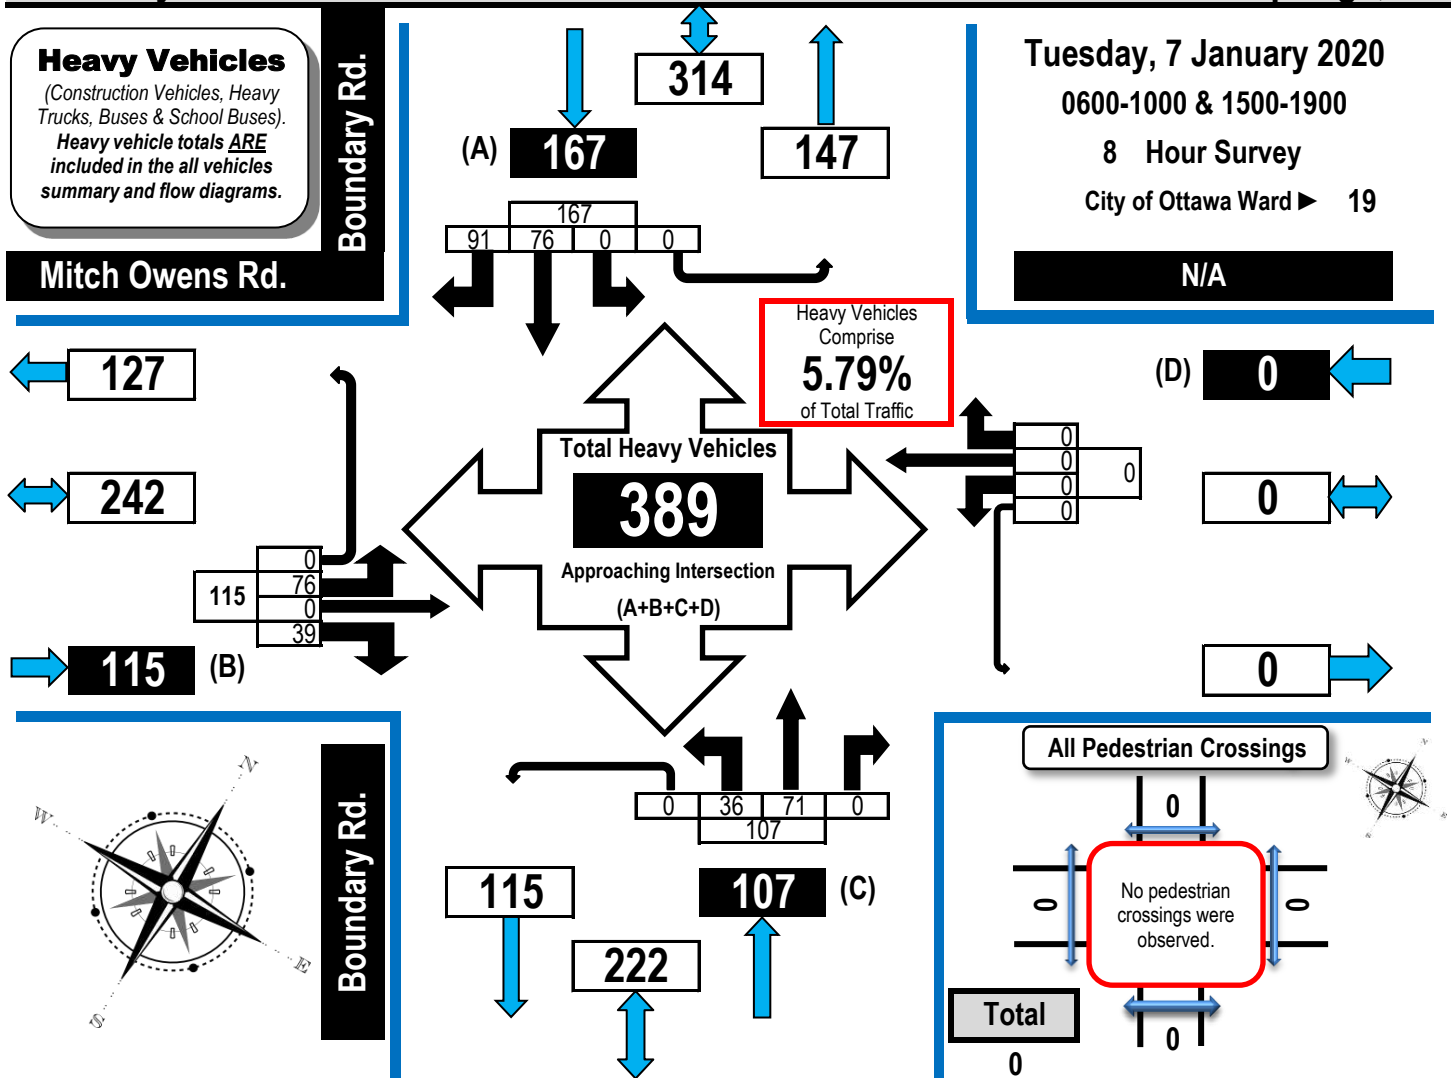 Heavy Vehicles
(Construction Vehicles, Heavy
Trucks, Buses & School Buses).
Heavy vehicle totals ARE
included in the all vehicles
summary and flow diagrams.
Boundary Rd.
Mitch Owens Rd.
314
(A) 167
147
167
91 76 0 0
Tuesday, 7 January 2020
0600-1000 & 1500-1900
8 Hour Survey
City of Ottawa Ward ► 19
N/A
Heavy Vehicles
Comprise
5.79%
of Total Traffic
127
242
0
76
0
39
115
115 (B)
Total Heavy Vehicles
389
Approaching Intersection
(A+B+C+D)
(D) 0
0
0
0
0
0
0
0
0 36 71 0
107
115
107 (C)
222
Boundary Rd.
N
W
E
S
All Pedestrian Crossings
N
W
E
S
0
0
0
No pedestrian
crossings were
observed.
0
Total
0